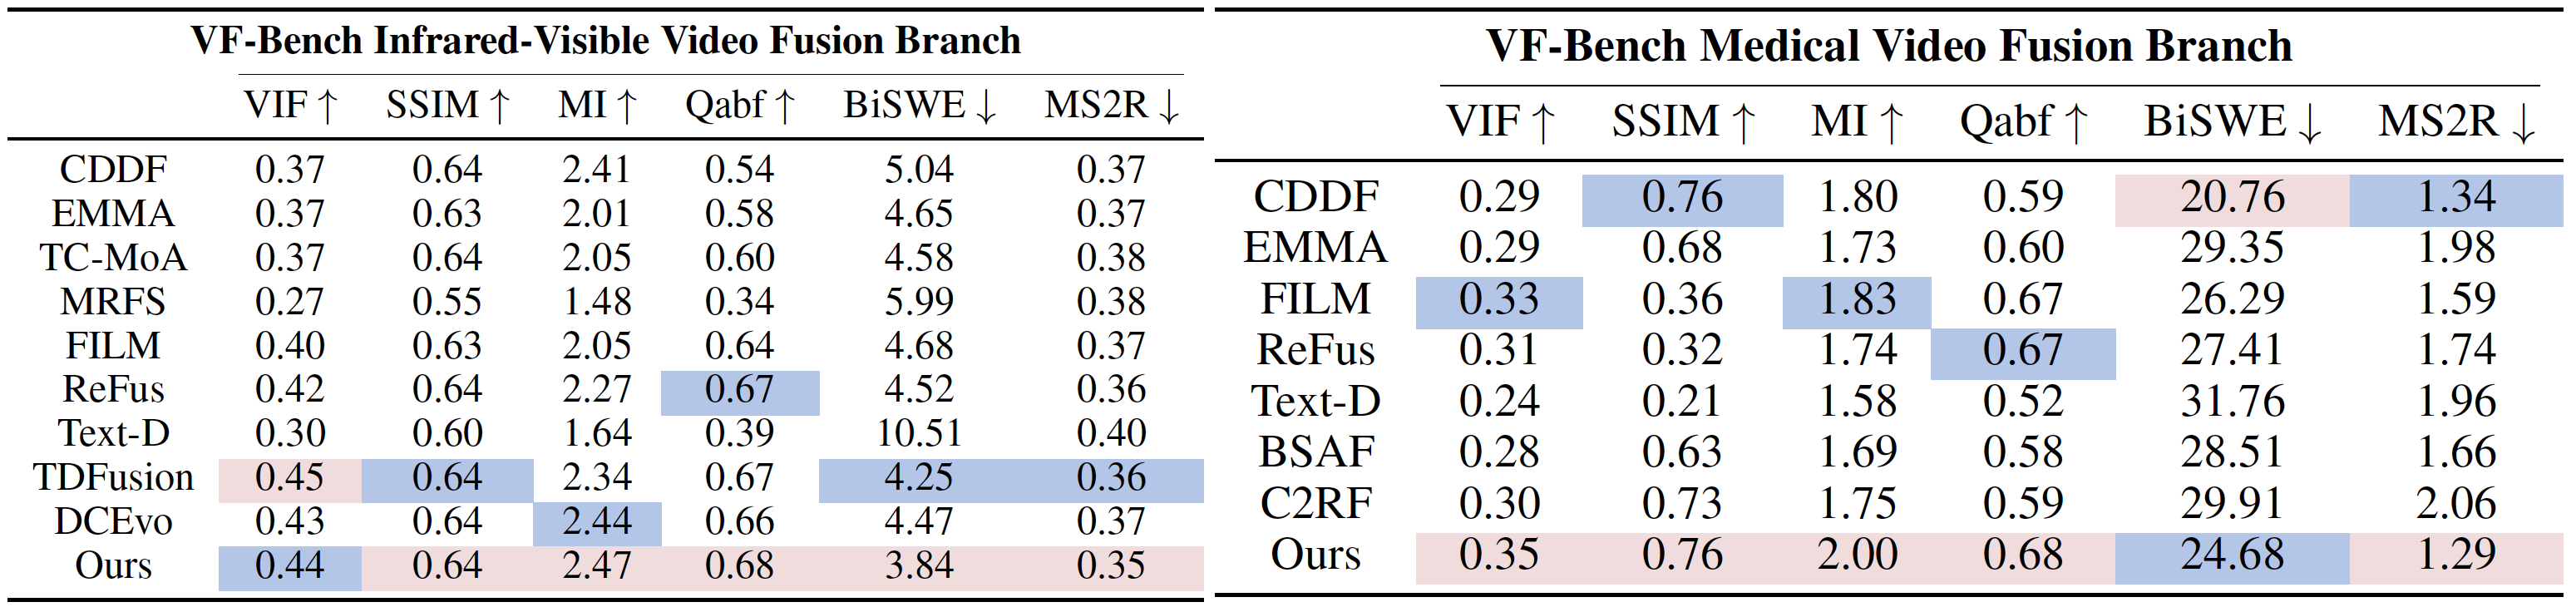 VF-Bench Infrared-Visible Video Fusion Branch
VIF ↑ SSIM ↑ MI ↑ Qabf ↑ BiSWE ↓ MS2R ↓
CDDF 0.37 0.64 2.41 0.54 5.04 0.37
EMMA 0.37 0.63 2.01 0.58 4.65 0.37
TC-MoA 0.37 0.64 2.05 0.60 4.58 0.38
MRFS 0.27 0.55 1.48 0.34 5.99 0.38
FILM 0.40 0.63 2.05 0.64 4.68 0.37
ReFus 0.42 0.64 2.27 0.67 4.52 0.36
Text-D 0.30 0.60 1.64 0.39 10.51 0.40
TDFusion 0.45 0.64 2.34 0.67 4.25 0.36
DCEvo 0.43 0.64 2.44 0.66 4.47 0.37
Ours 0.44 0.64 2.47 0.68 3.84 0.35
VF-Bench Medical Video Fusion Branch
VIF ↑ SSIM ↑ MI ↑ Qabf ↑ BiSWE ↓ MS2R ↓
CDDF 0.29 0.76 1.80 0.59 20.76 1.34
EMMA 0.29 0.68 1.73 0.60 29.35 1.98
FILM 0.33 0.36 1.83 0.67 26.29 1.59
ReFus 0.31 0.32 1.74 0.67 27.41 1.74
Text-D 0.24 0.21 1.58 0.52 31.76 1.96
BSAF 0.28 0.63 1.69 0.58 28.51 1.66
C2RF 0.30 0.73 1.75 0.59 29.91 2.06
Ours 0.35 0.76 2.00 0.68 24.68 1.29